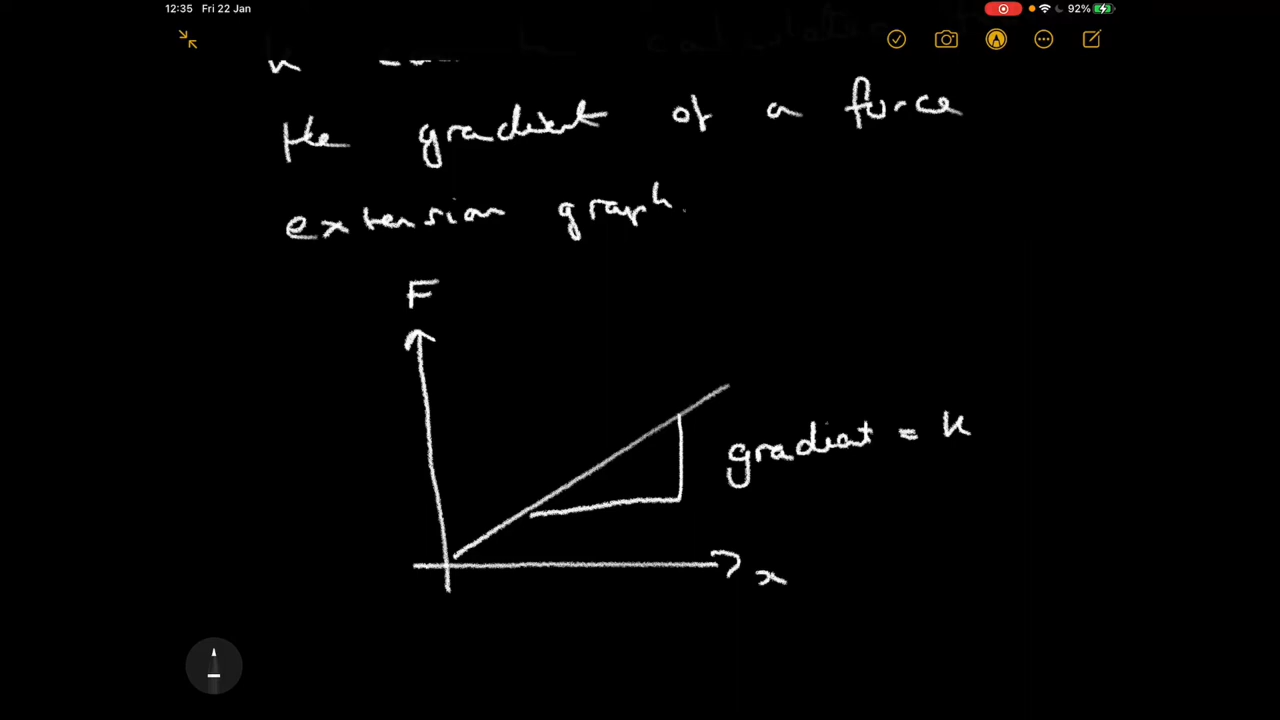 12:35 Fri 22 Jan
92%
the gradient of a force
extension graph.
F
gradient = k
x